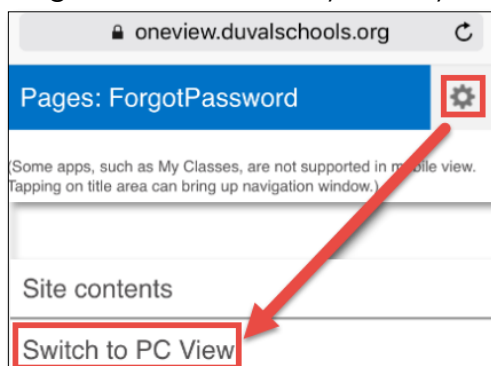 oneview.duvalschools.org
Pages: ForgotPassword
(Some apps, such as My Classes, are not supported in mobile view.
Tapping on title area can bring up navigation window.)
Site contents
Switch to PC View